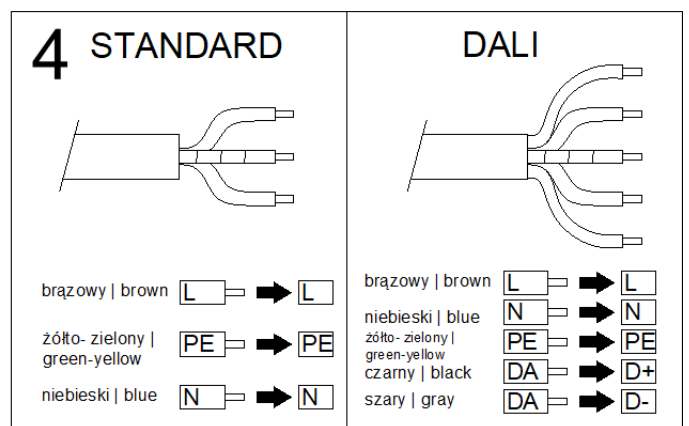 4 STANDARD
brązowy | brown L L
żółto- zielony |
green-yellow PE PE
niebieski | blue N N
DALI
brązowy | brown L L
niebieski | blue N N
żółto- zielony |
green-yellow PE PE
czarny | black DA D+
szary | gray DA D-